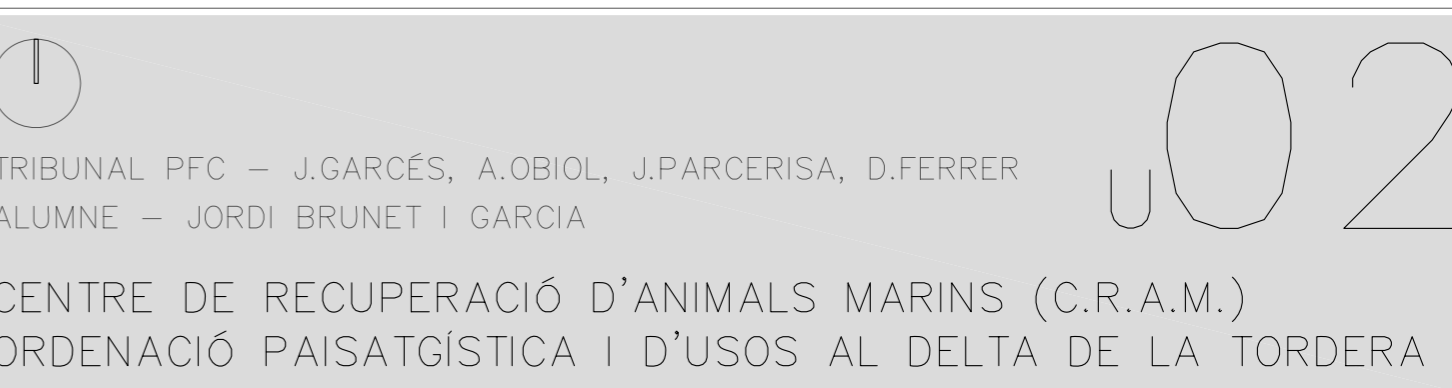 U02
TRIBUNAL PFC – J.GARCÉS, A.OBIOL, J.PARCERISA, D.FERRER
ALUMNE – JORDI BRUNET I GARCIA
CENTRE DE RECUPERACIÓ D'ANIMALS MARINS (C.R.A.M.)
ORDENACIÓ PAISATGÍSTICA I D'USOS AL DELTA DE LA TORDERA